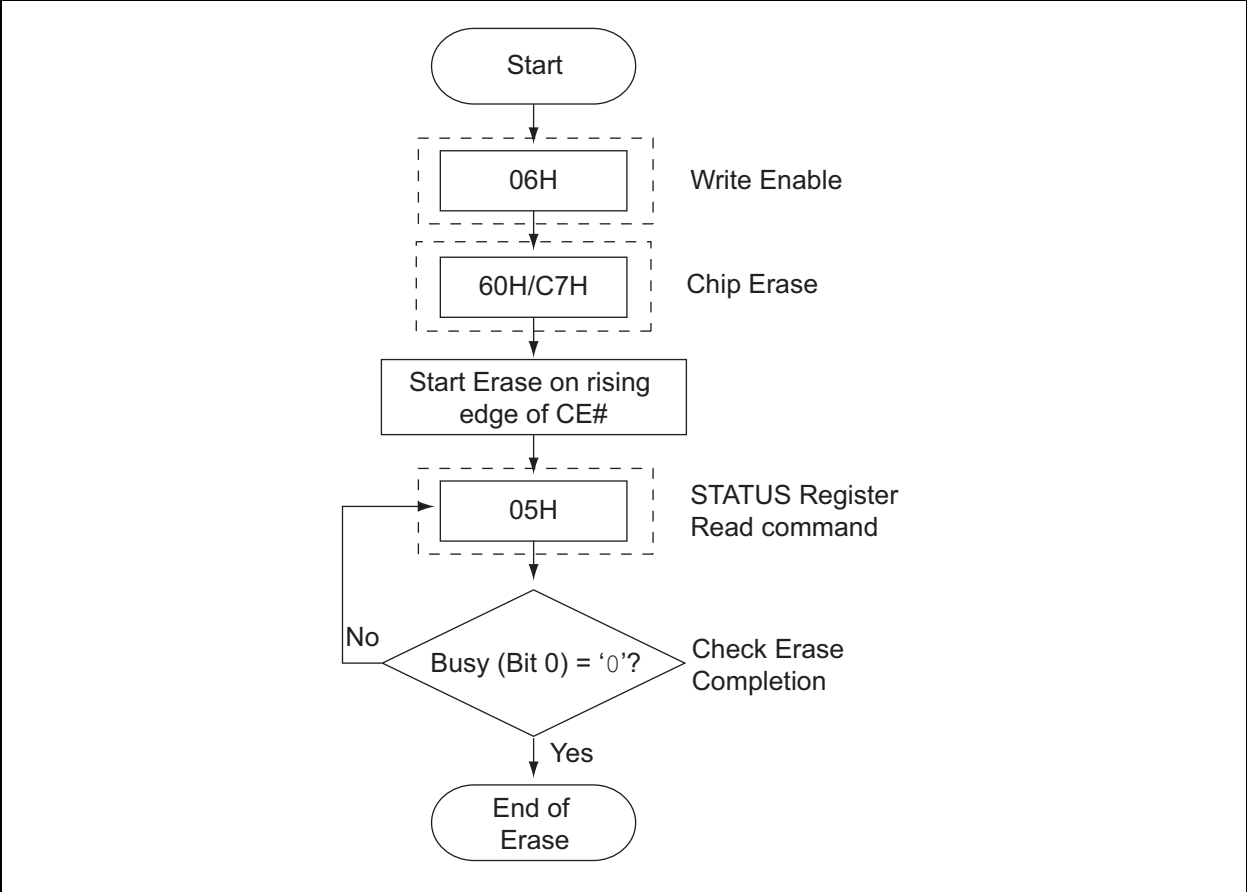 Start
06H
Write Enable
60H/C7H
Chip Erase
Start Erase on rising
edge of CE#
05H
STATUS Register
Read command
No
Busy (Bit 0) = ‘0’?
Check Erase
Completion
Yes
End of
Erase